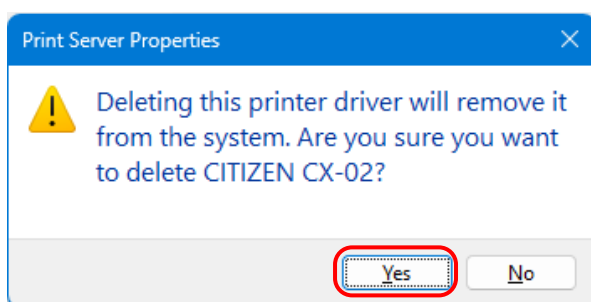 Print Server Properties
Deleting this printer driver will remove it
from the system. Are you sure you want
to delete CITIZEN CX-02?
Yes
No